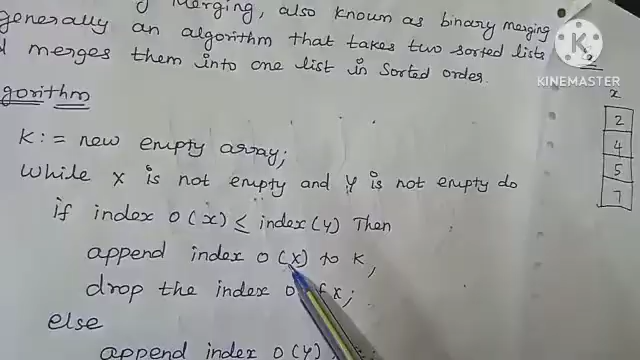 Merging, also known as binary merging
generally an algorithm that takes two sorted lists
merges them into one list in sorted order.
gorithm
K := new empty array;
While X is not empty and Y is not empty do
if index 0 (x) ≤ index (y) Then
append index 0 (X) to K,
drop the index 0 of x;
else
append index 0 (Y)
x
2
4
5
7
K
KINEMASTER